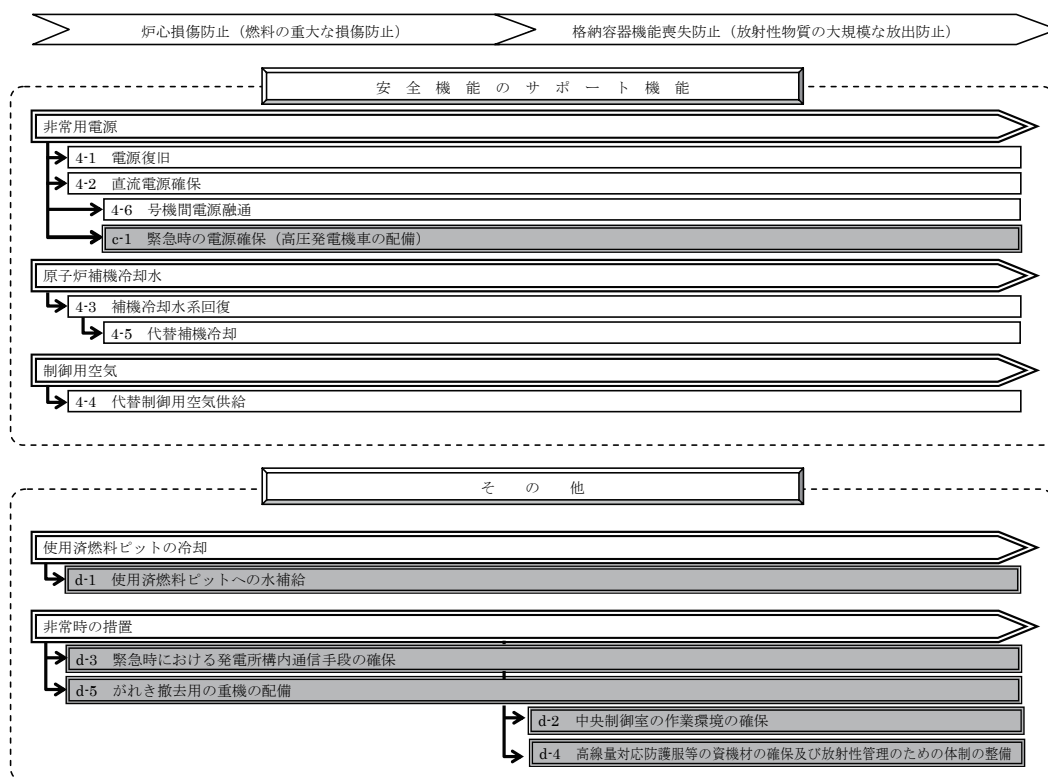 炉心損傷防止（燃料の重大な損傷防止） 格納容器機能喪失防止（放射性物質の大規模な放出防止）
安全機能のサポート機能
非常用電源
4-1 電源復旧
4-2 直流電源確保
4-6 号機間電源融通
c-1 緊急時の電源確保（高圧発電機車の配備）
原子炉補機冷却水
4-3 補機冷却水系回復
4-5 代替補機冷却
制御用空気
4-4 代替制御用空気供給
その他
使用済燃料ピットの冷却
d-1 使用済燃料ピットへの水補給
非常時の措置
d-3 緊急時における発電所構内通信手段の確保
d-5 がれき撤去用の重機の配備
d-2 中央制御室の作業環境の確保
d-4 高線量対応防護服等の資機材の確保及び放射性管理のための体制の整備